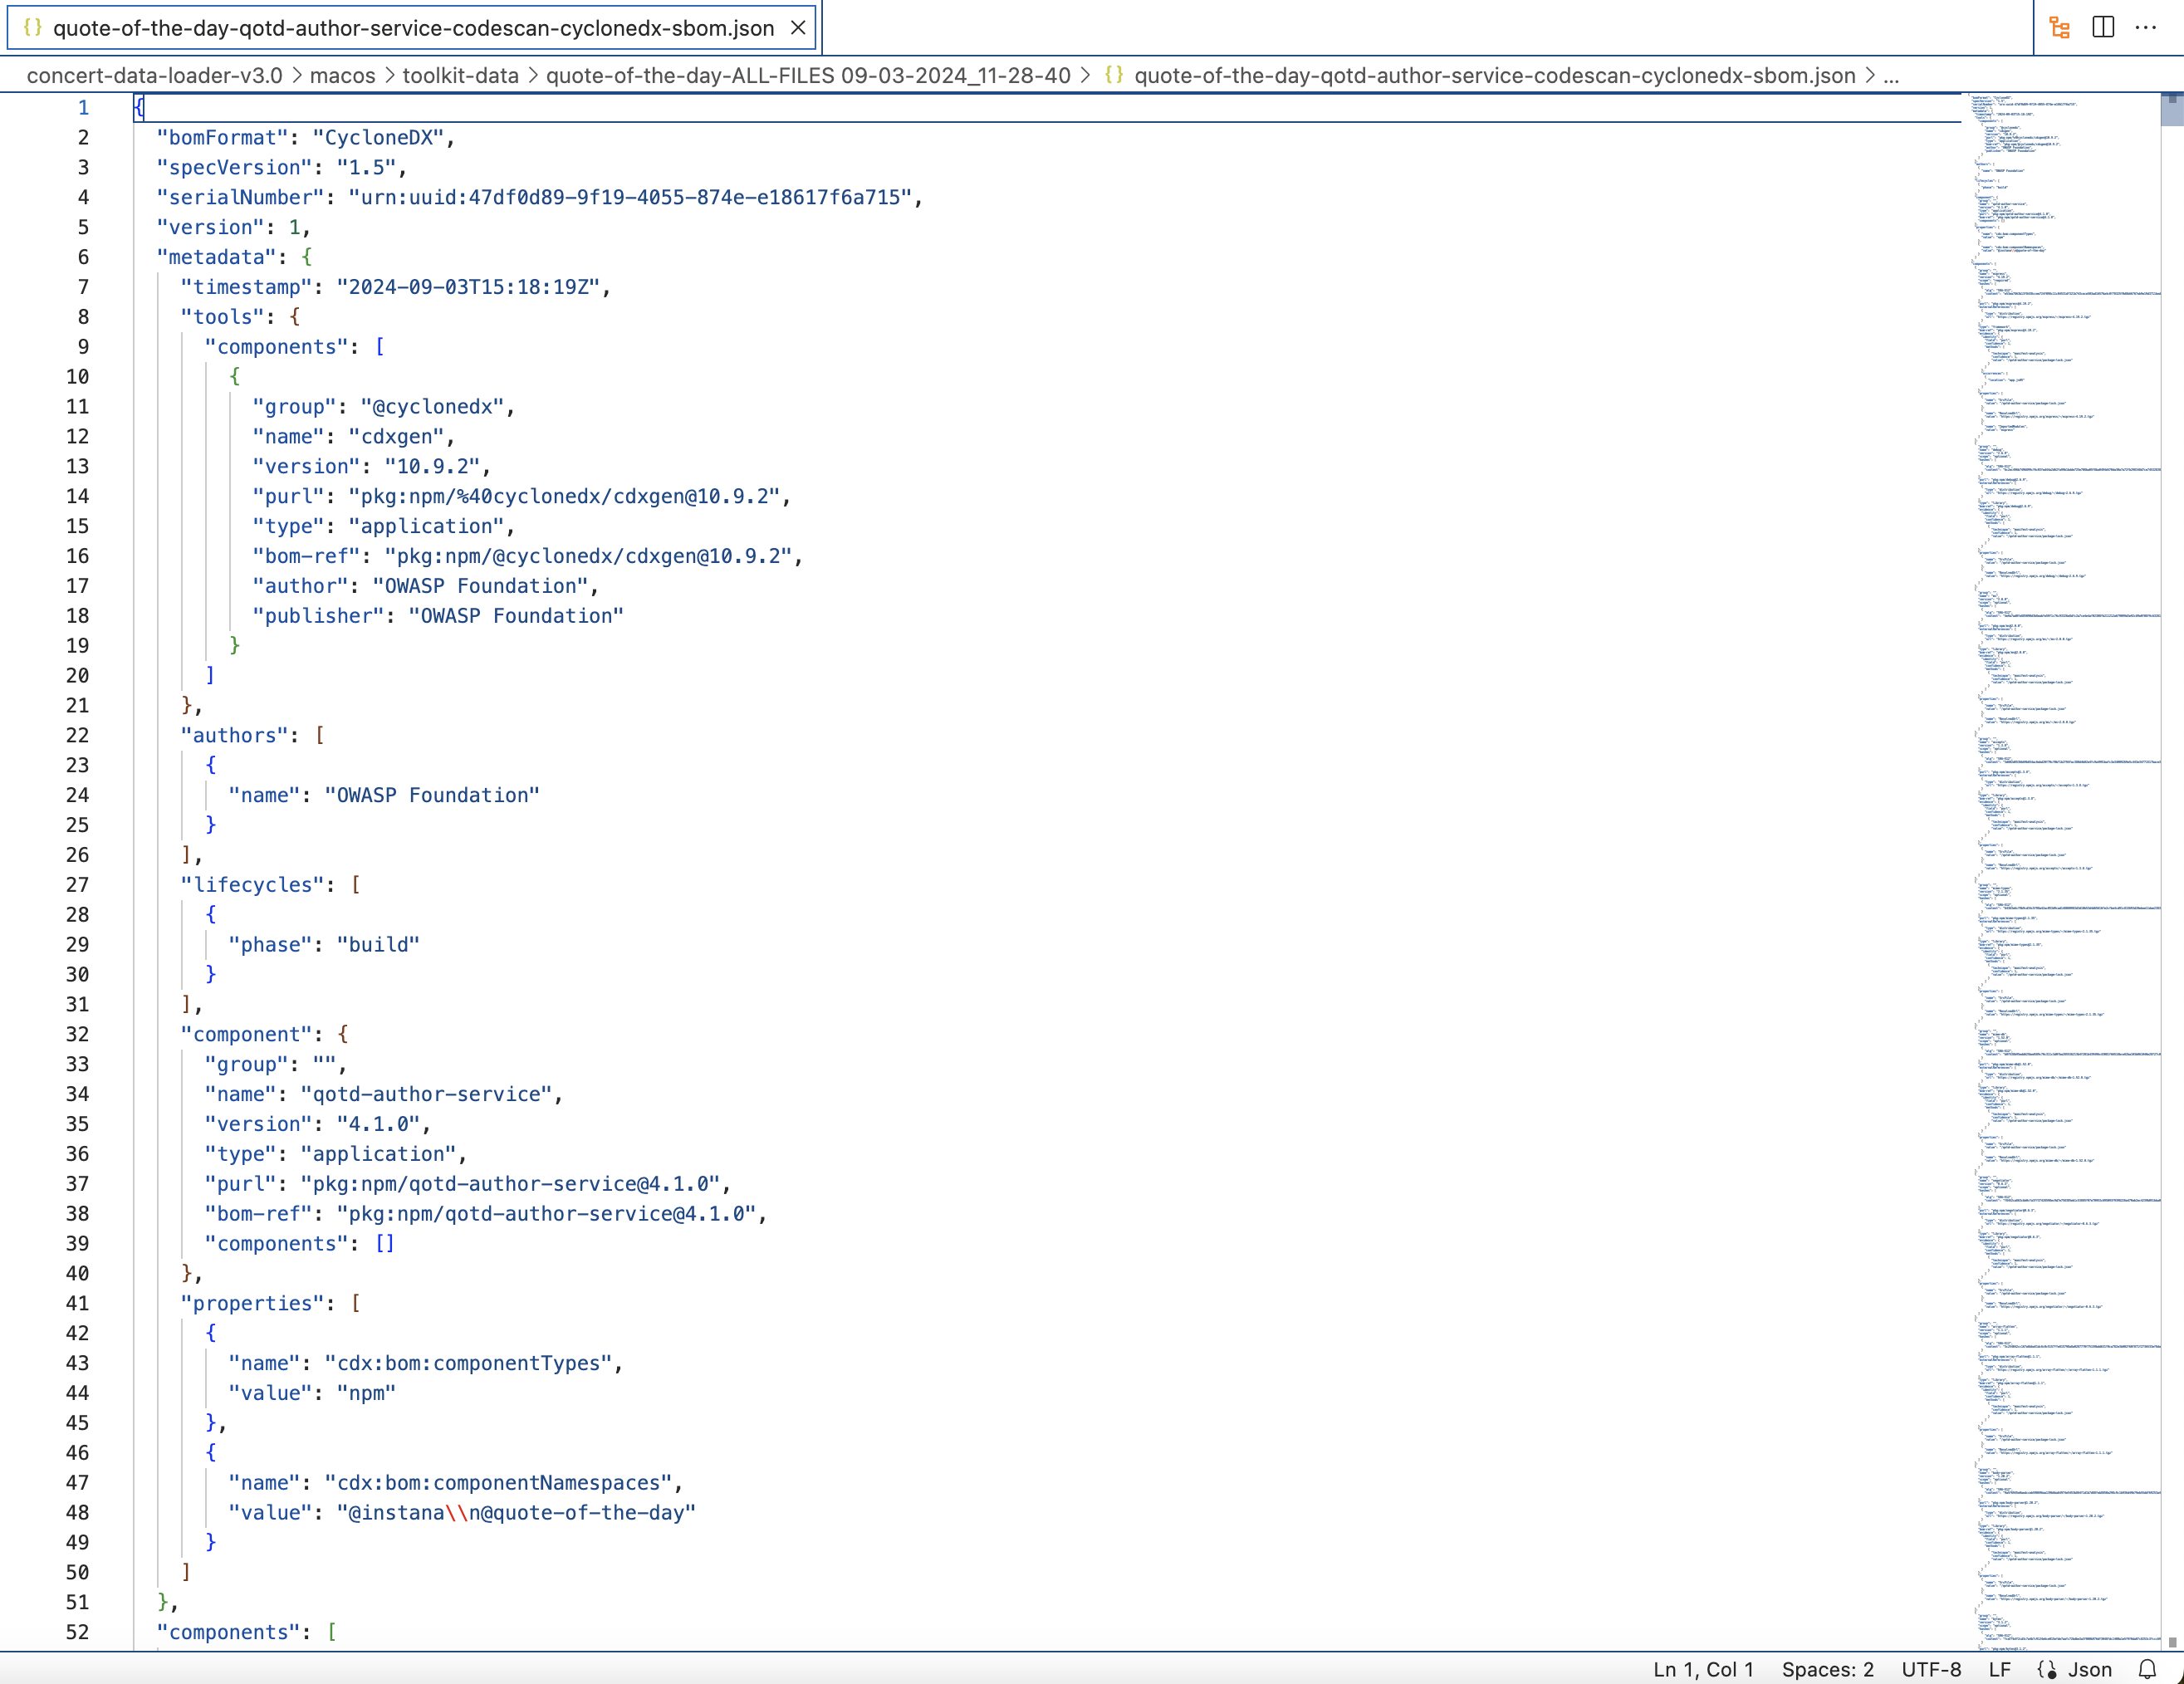 {} quote-of-the-day-qotd-author-service-codescan-cyclonedx-sbom.json ×
concert-data-loader-v3.0 > macos > toolkit-data > quote-of-the-day-ALL-FILES 09-03-2024_11-28-40 > {} quote-of-the-day-qotd-author-service-codescan-cyclonedx-sbom.json > ...
1 {
2 "bomFormat": "CycloneDX",
3 "specVersion": "1.5",
4 "serialNumber": "urn:uuid:47df0d89-9f19-4055-874e-e18617f6a715",
5 "version": 1,
6 "metadata": {
7 "timestamp": "2024-09-03T15:18:19Z",
8 "tools": {
9 "components": [
10 {
11 "group": "@cyclonedx",
12 "name": "cdxgen",
13 "version": "10.9.2",
14 "purl": "pkg:npm/%40cyclonedx/cdxgen@10.9.2",
15 "type": "application",
16 "bom-ref": "pkg:npm/@cyclonedx/cdxgen@10.9.2",
17 "author": "OWASP Foundation",
18 "publisher": "OWASP Foundation"
19 }
20 ]
21 },
22 "authors": [
23 {
24 "name": "OWASP Foundation"
25 }
26 ],
27 "lifecycles": [
28 {
29 "phase": "build"
30 }
31 ],
32 "component": {
33 "group": "",
34 "name": "qotd-author-service",
35 "version": "4.1.0",
36 "type": "application",
37 "purl": "pkg:npm/qotd-author-service@4.1.0",
38 "bom-ref": "pkg:npm/qotd-author-service@4.1.0",
39 "components": []
40 },
41 "properties": [
42 {
43 "name": "cdx:bom:componentTypes",
44 "value": "npm"
45 },
46 {
47 "name": "cdx:bom:componentNamespaces",
48 "value": "@instana\\n@quote-of-the-day"
49 }
50 ]
51 },
52 "components": [
Ln 1, Col 1 Spaces: 2 UTF-8 LF {} Json